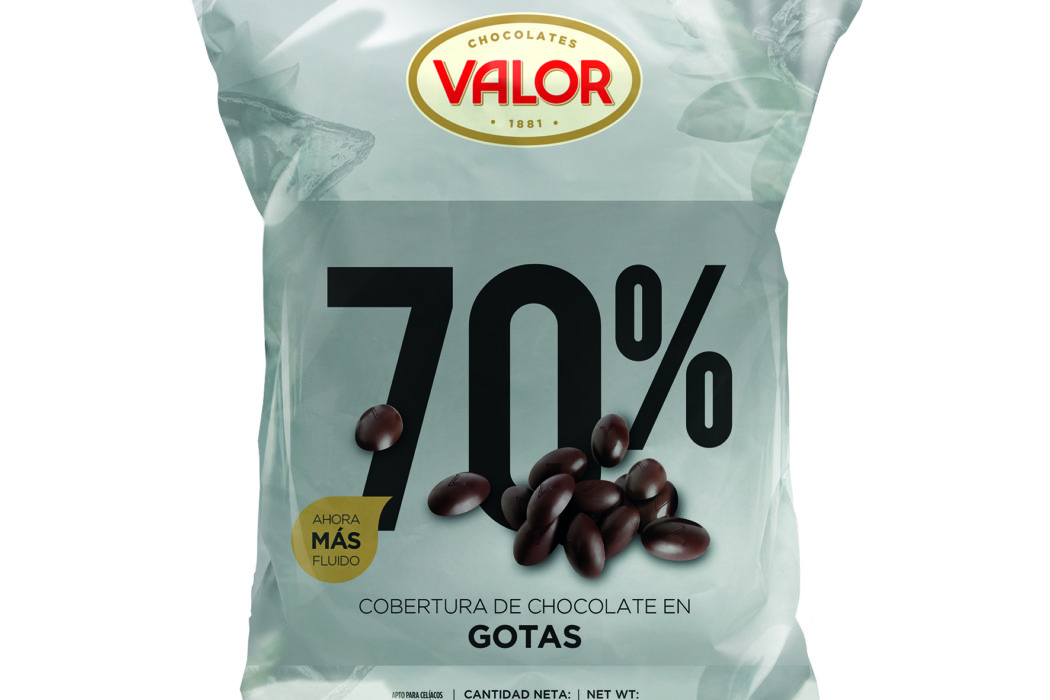 CHOCOLATES
VALOR
• 1881 •
70%
AHORA
MÁS
FLUIDO
COBERTURA DE CHOCOLATE EN
GOTAS
APTO PARA CELÍACOS | CANTIDAD NETA: | NET WT: